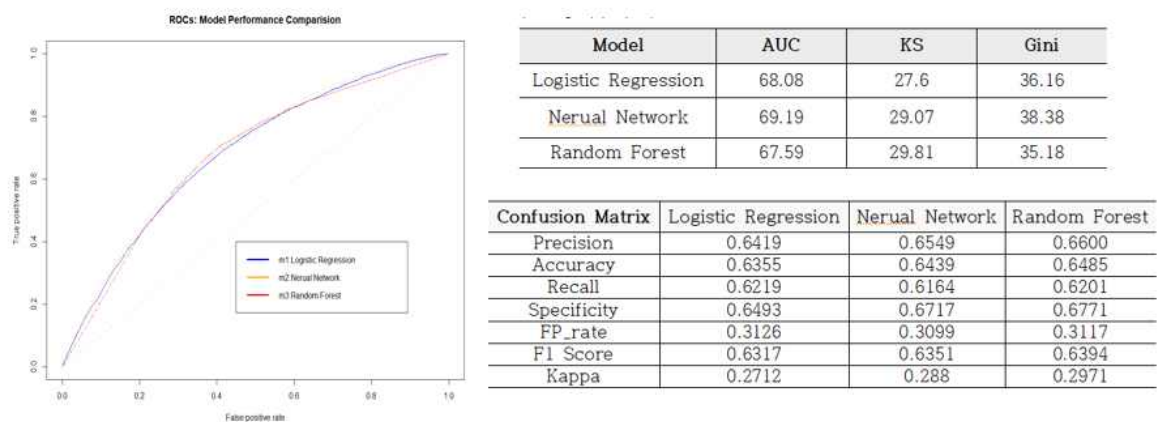 ROCs: Model Performance Comparision
True positive rate
0.0
0.2
0.4
0.6
0.8
1.0
m1.Logistic Regression
m2.Nerual Network
m3.Random Forest
0.0 0.2 0.4 0.6 0.8 1.0
False positive rate
Model AUC KS Gini
Logistic Regression 68.08 27.6 36.16
Nerual Network 69.19 29.07 38.38
Random Forest 67.59 29.81 35.18
Confusion Matrix Logistic Regression Nerual Network Random Forest
Precision 0.6419 0.6549 0.6600
Accuracy 0.6355 0.6439 0.6485
Recall 0.6219 0.6164 0.6201
Specificity 0.6493 0.6717 0.6771
FP_rate 0.3126 0.3099 0.3117
F1 Score 0.6317 0.6351 0.6394
Kappa 0.2712 0.288 0.2971